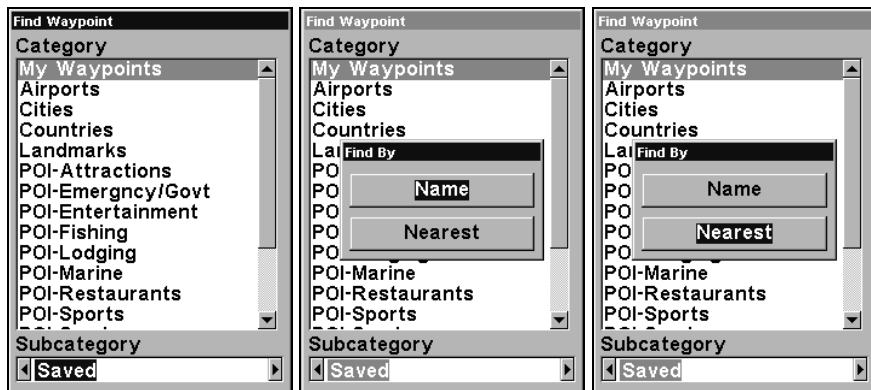 Find Waypoint
Category
My Waypoints
Airports
Cities
Countries
Landmarks
POI-Attractions
POI-Emergncy/Govt
POI-Entertainment
POI-Fishing
POI-Lodging
POI-Marine
POI-Restaurants
POI-Sports
Subcategory
Saved
Find Waypoint
Category
My Waypoints
Airports
Cities
Countries
Find By
Name
Nearest
POI-Marine
POI-Restaurants
POI-Sports
Subcategory
Saved
Find Waypoint
Category
My Waypoints
Airports
Cities
Countries
Find By
Name
Nearest
POI-Marine
POI-Restaurants
POI-Sports
Subcategory
Saved